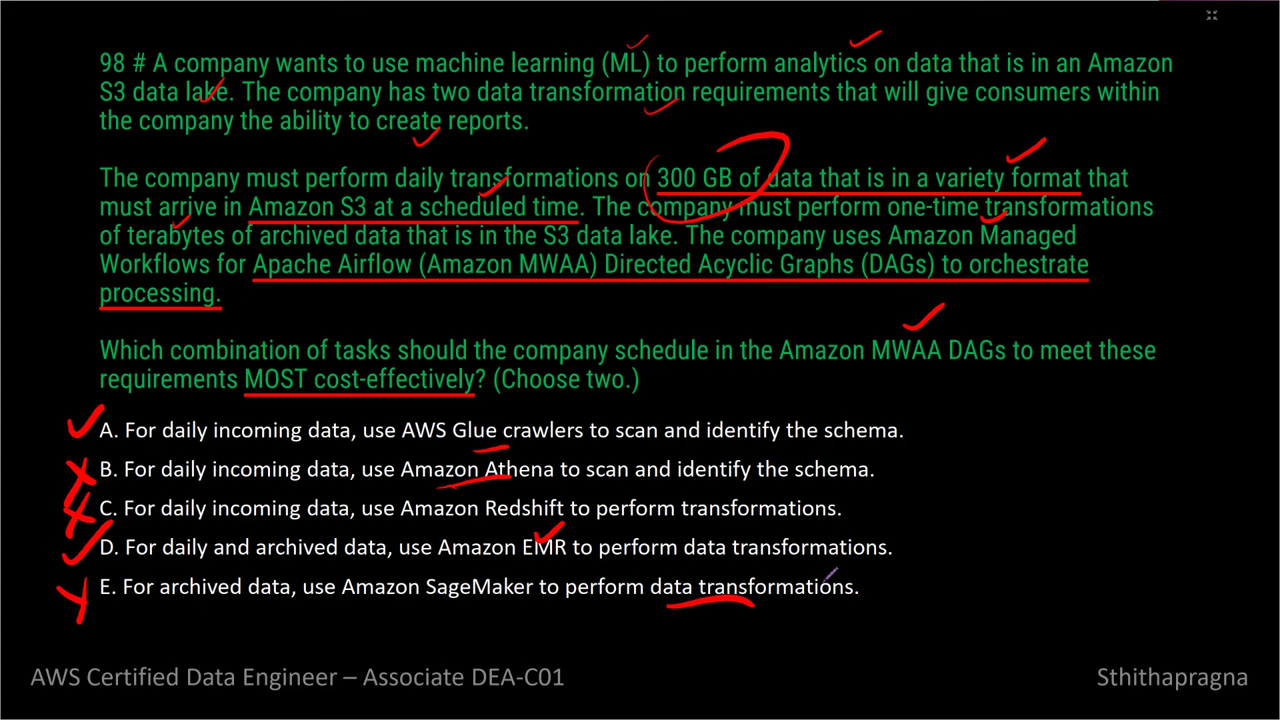 98 # A company wants to use machine learning (ML) to perform analytics on data that is in an Amazon
S3 data lake. The company has two data transformation requirements that will give consumers within
the company the ability to create reports.
The company must perform daily transformations on 300 GB of data that is in a variety format that
must arrive in Amazon S3 at a scheduled time. The company must perform one-time transformations
of terabytes of archived data that is in the S3 data lake. The company uses Amazon Managed
Workflows for Apache Airflow (Amazon MWAA) Directed Acyclic Graphs (DAGs) to orchestrate
processing.
Which combination of tasks should the company schedule in the Amazon MWAA DAGs to meet these
requirements MOST cost-effectively? (Choose two.)
A. For daily incoming data, use AWS Glue crawlers to scan and identify the schema.
B. For daily incoming data, use Amazon Athena to scan and identify the schema.
C. For daily incoming data, use Amazon Redshift to perform transformations.
D. For daily and archived data, use Amazon EMR to perform data transformations.
E. For archived data, use Amazon SageMaker to perform data transformations.
AWS Certified Data Engineer – Associate DEA-C01
Sthithapragna